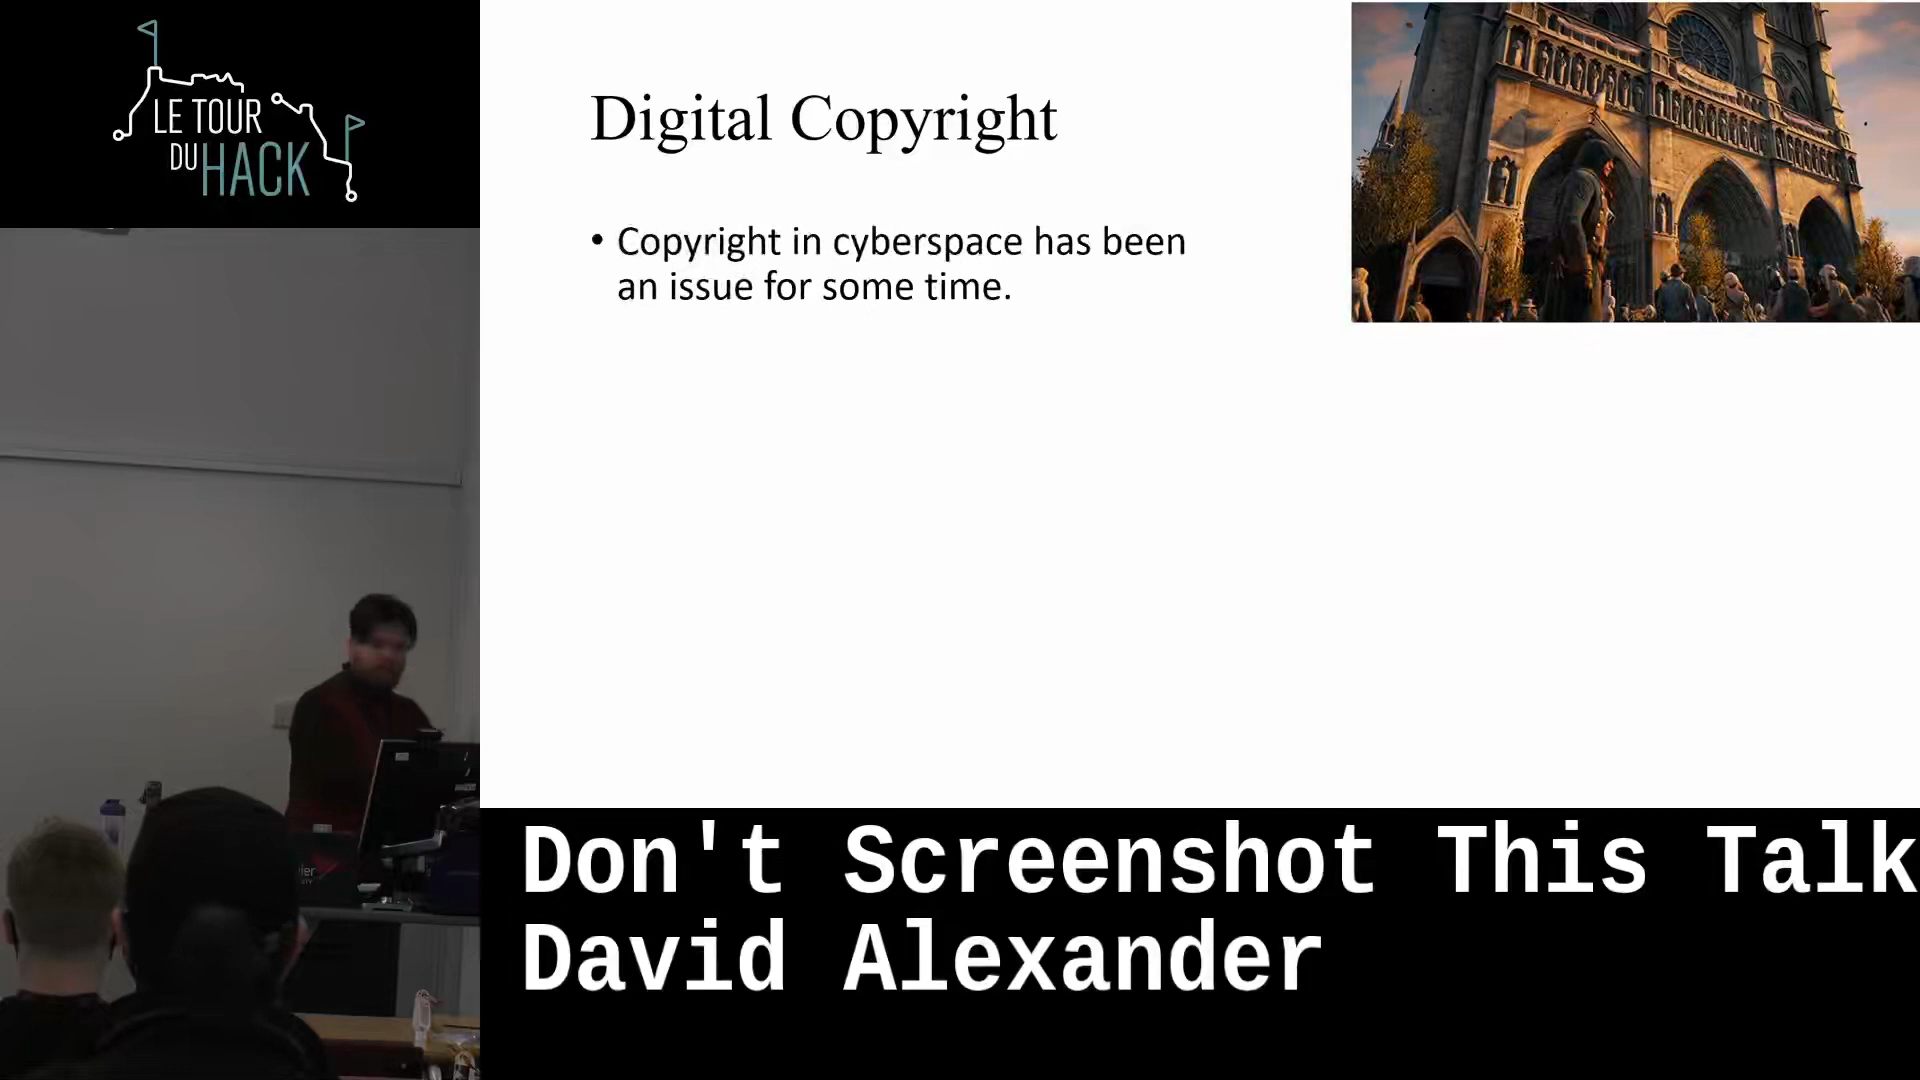 LE TOUR
DU HACK
Digital Copyright
• Copyright in cyberspace has been
an issue for some time.
Don't Screenshot This Talk
David Alexander